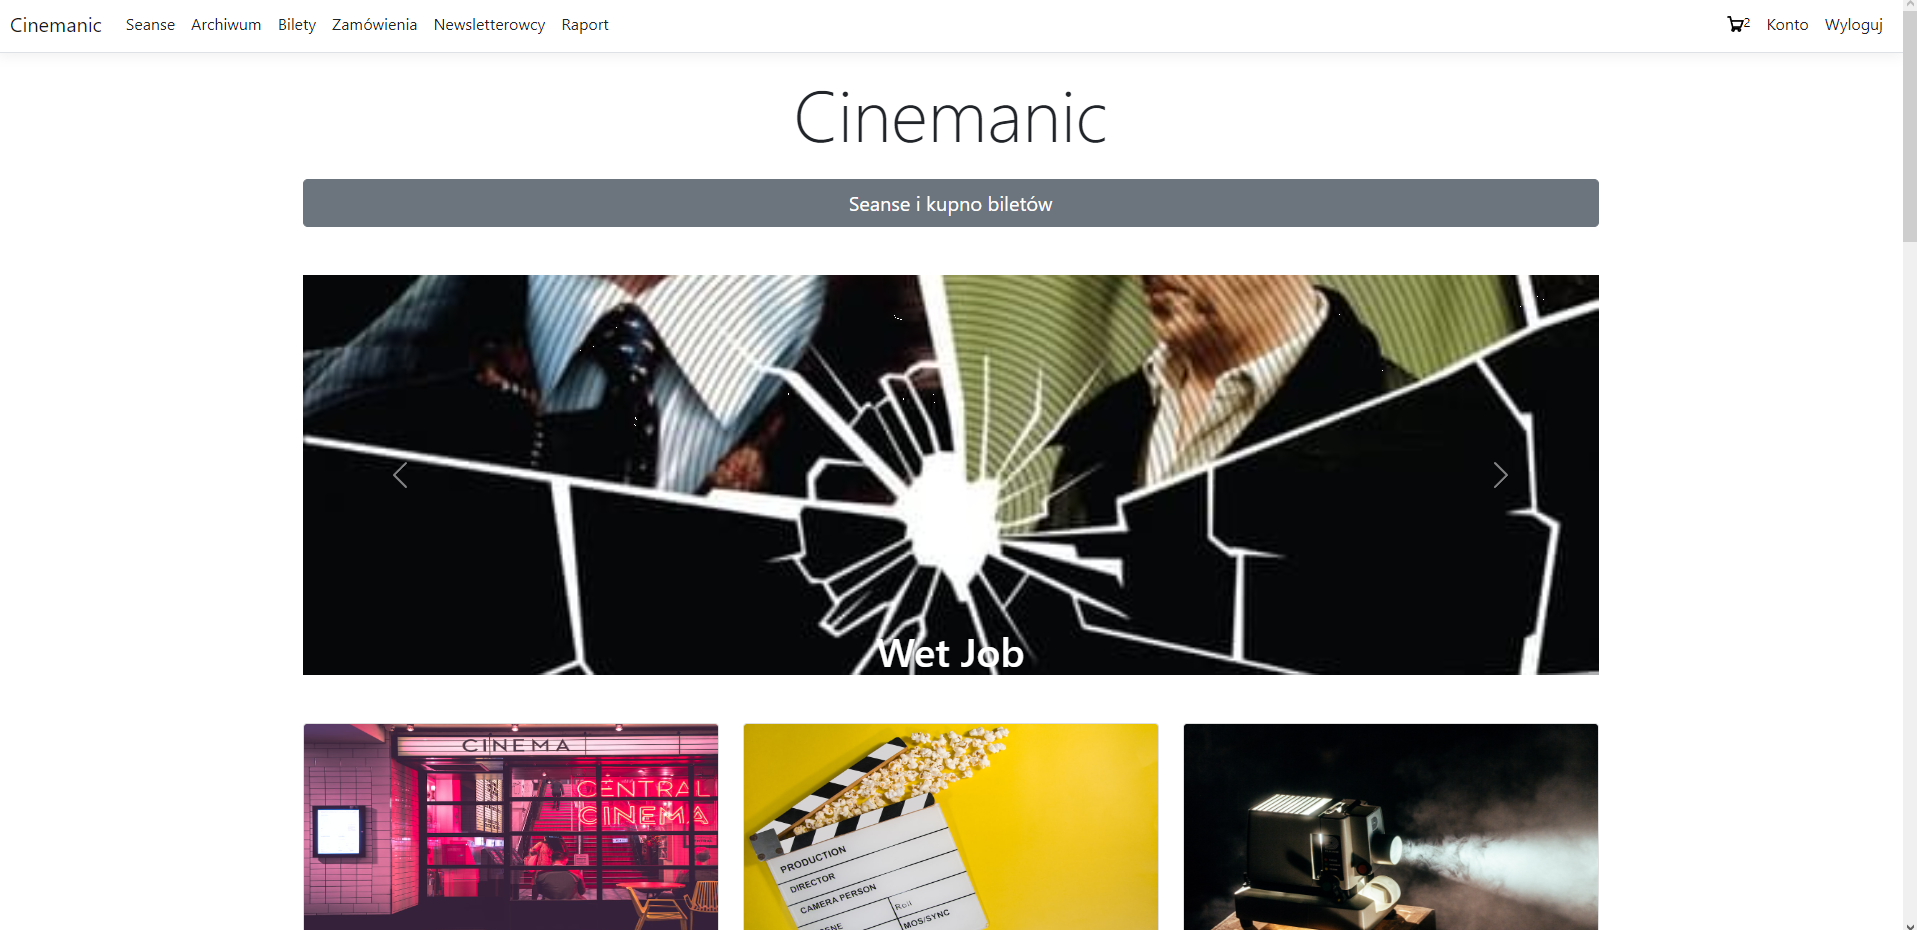 Cinemanic Seanse Archiwum Bilety Zamówienia Newsletterowcy Raport 2 Konto Wyloguj
Cinemanic
Seanse i kupno biletów
Wet Job
CINEMA
CENTRAL
CINEMA
PRODUCTION
DIRECTOR
CAMERA PERSON
Roll
MOS/SYNC